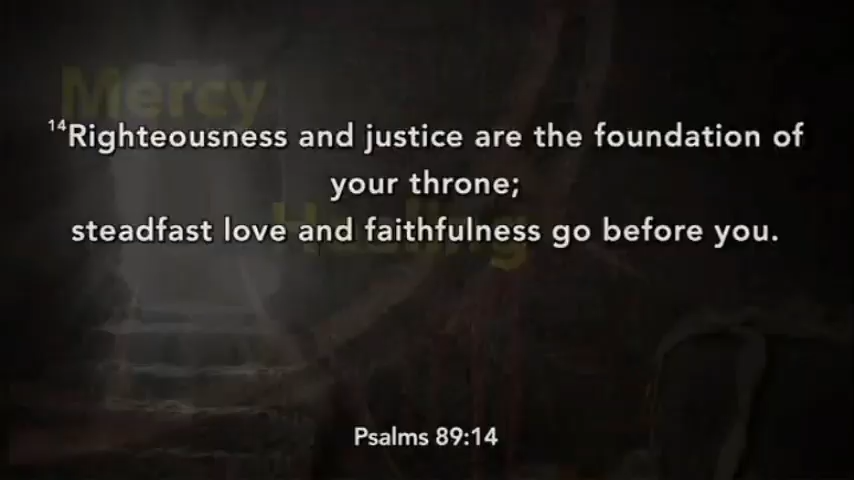 Mercy
¹⁴Righteousness and justice are the foundation of
your throne;
Healing
steadfast love and faithfulness go before you.
Psalms 89:14